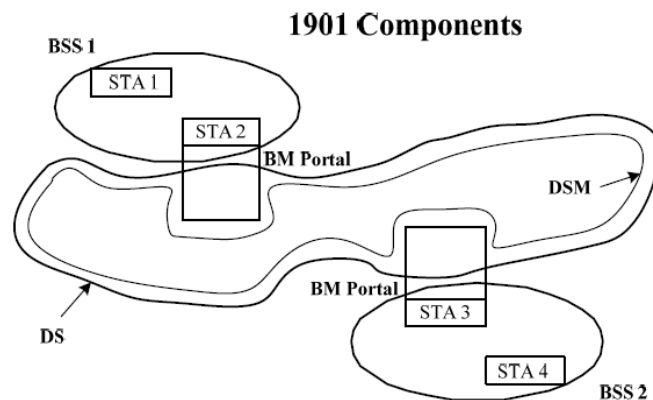 1901 Components
BSS 1
STA 1
STA 2
BM Portal
DSM
BM Portal
DS
STA 3
STA 4
BSS 2